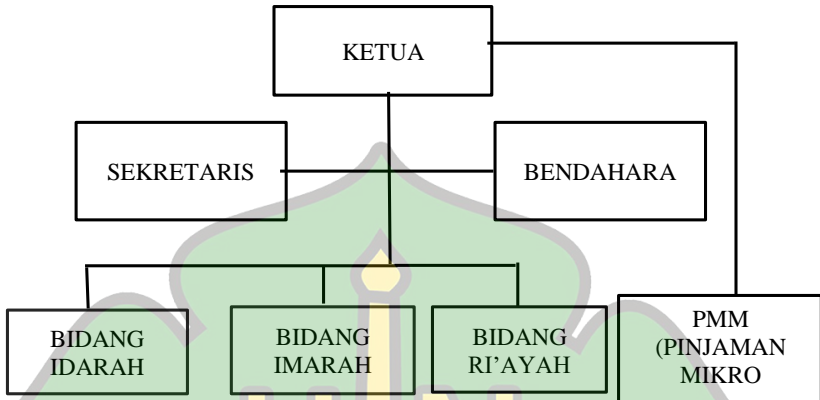 KETUA
SEKRETARIS
BENDAHARA
BIDANG
IDARAH
BIDANG
IMARAH
BIDANG
RI’AYAH
PMM
(PINJAMAN
MIKRO